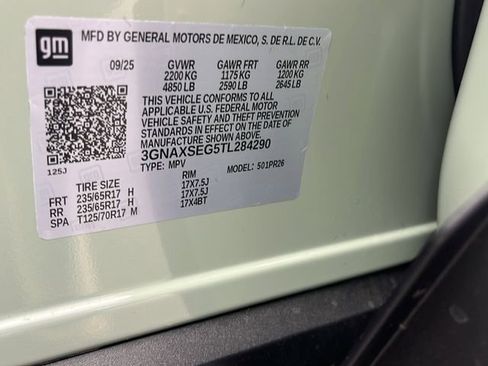 gm
MFD BY GENERAL MOTORS DE MEXICO, S. DE R.L. DE C.V.
09/25 GVWR GAWR FRT GAWR RR
2200 KG 1175 KG 1200 KG
4850 LB 2590 LB 2645 LB
THIS VEHICLE CONFORMS TO ALL
APPLICABLE U.S. FEDERAL MOTOR
VEHICLE SAFETY AND THEFT PREVENTION
STANDARDS IN EFFECT ON THE DATE OF
MANUFACTURE SHOWN ABOVE.
3GNAXSEG5TL284290
125J TYPE: MPV MODEL: 501PR26
TIRE SIZE RIM
FRT 235/65R17 H 17X7.5J
RR 235/65R17 H 17X7.5J
SPA T125/70R17 M 17X4BT